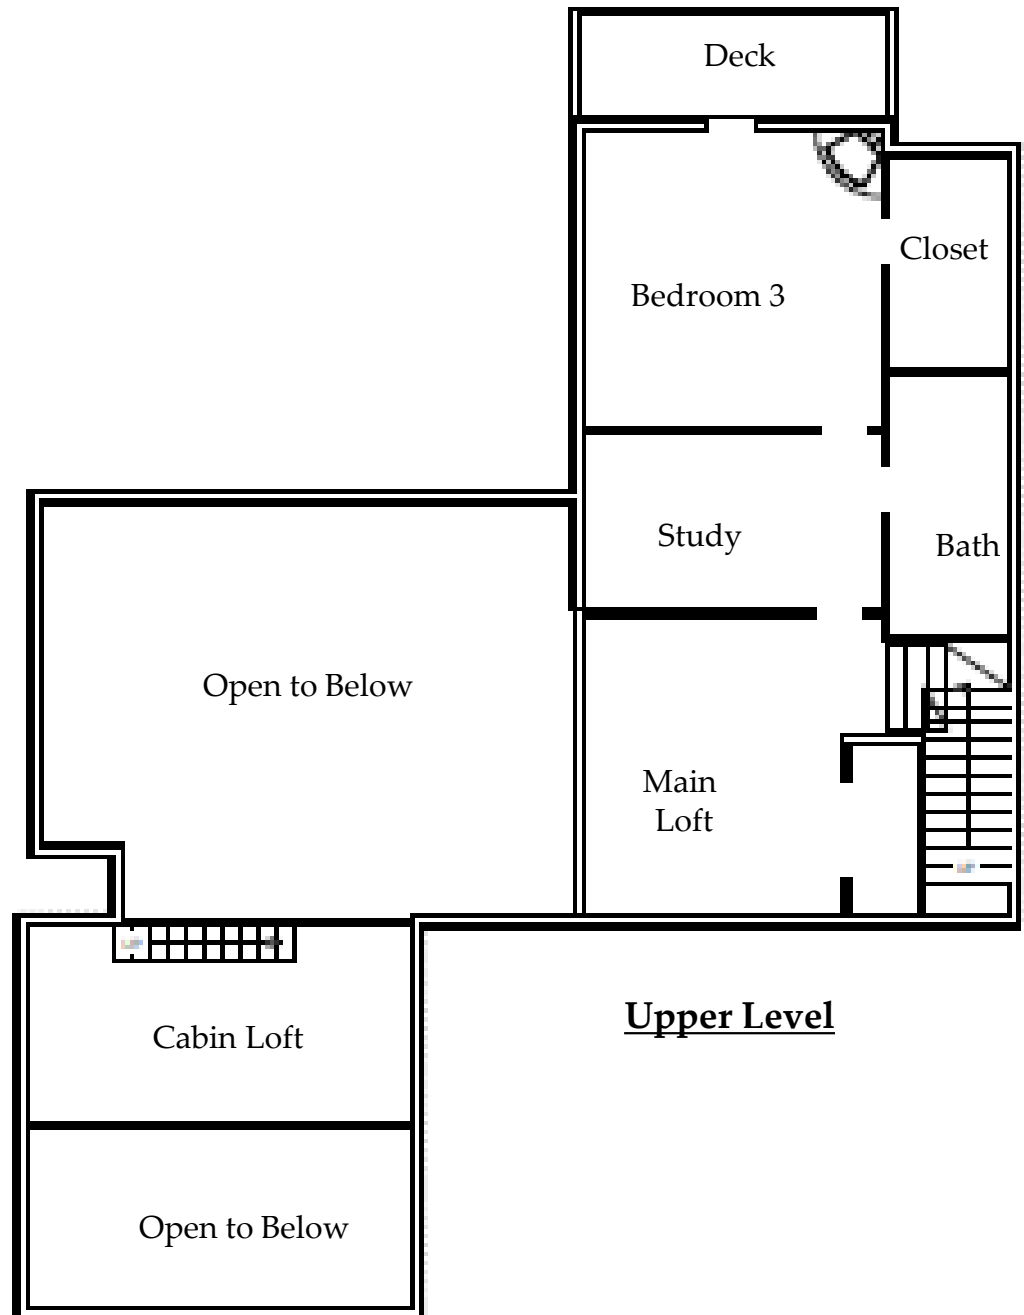 Deck
Closet
Bedroom 3
Study
Bath
Open to Below
Main
Loft
Upper Level
Cabin Loft
Open to Below